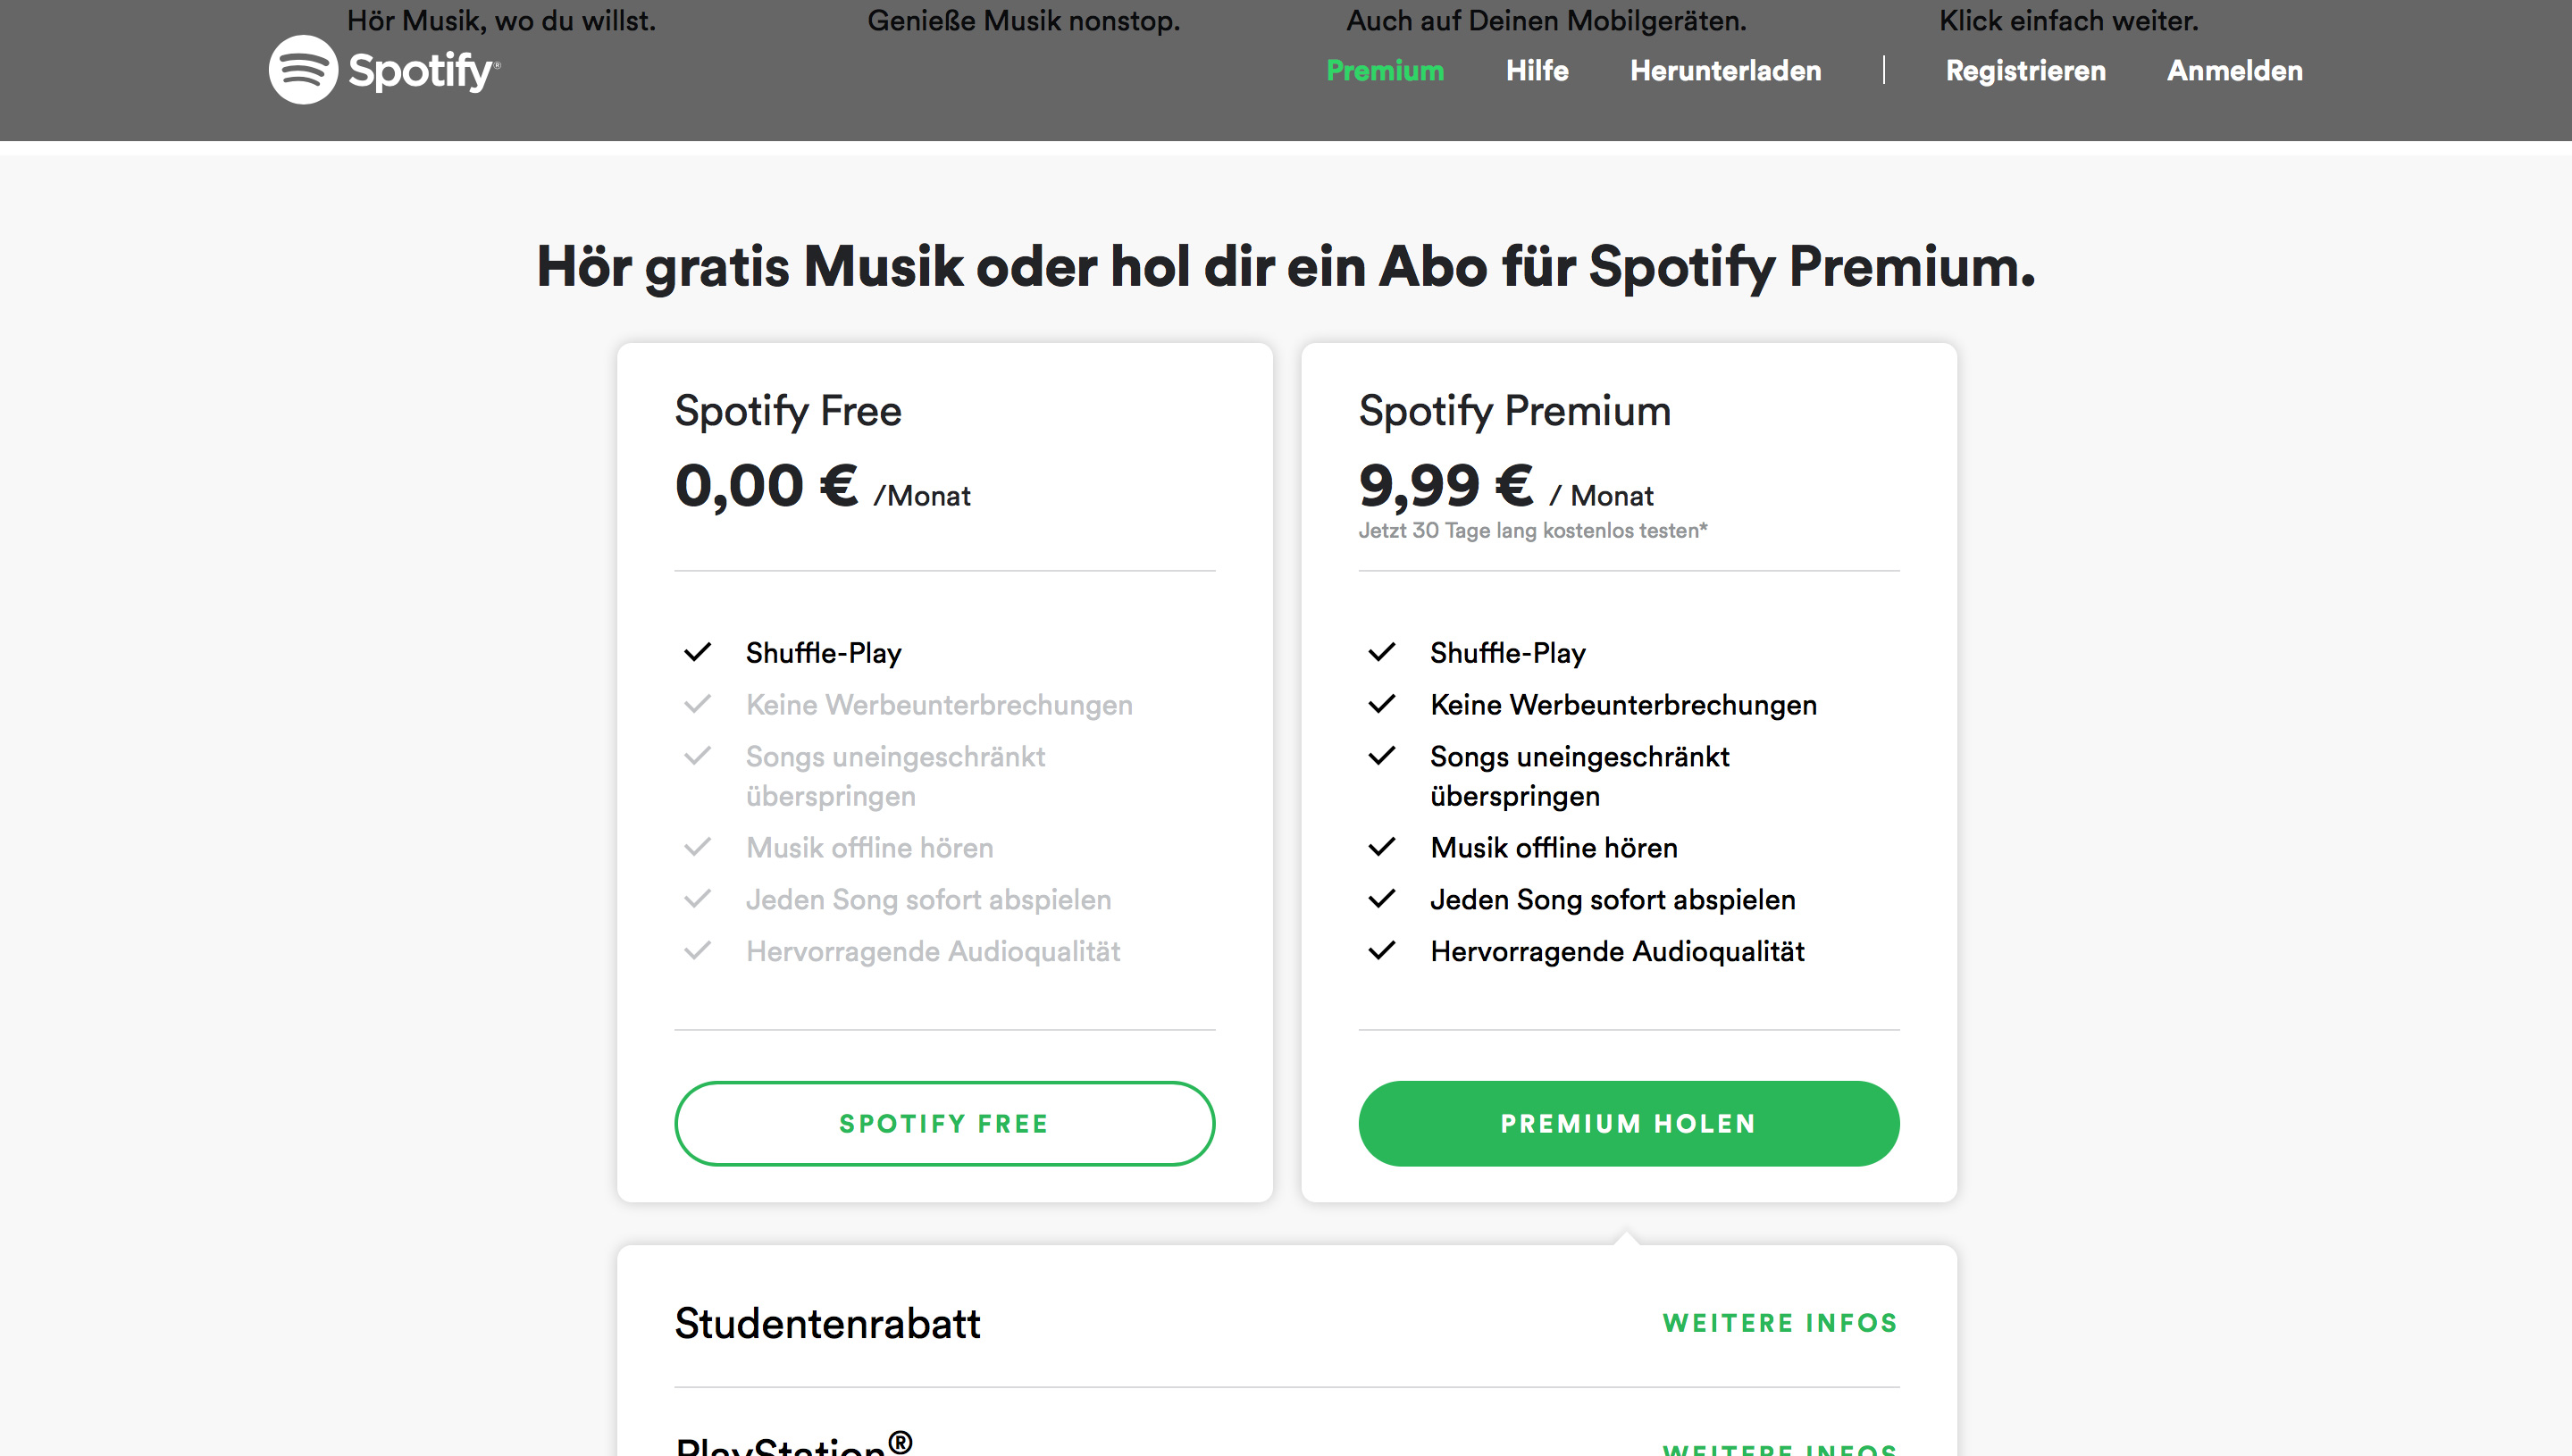 Hör Musik, wo du willst.
Genieße Musik nonstop.
Auch auf Deinen Mobilgeräten.
Klick einfach weiter.
Spotify®
Premium
Hilfe
Herunterladen
Registrieren
Anmelden
Hör gratis Musik oder hol dir ein Abo für Spotify Premium.
Spotify Free
0,00 € /Monat
Shuffle-Play
Keine Werbeunterbrechungen
Songs uneingeschränkt
überspringen
Musik offline hören
Jeden Song sofort abspielen
Hervorragende Audioqualität
SPOTIFY FREE
Spotify Premium
9,99 € / Monat
Jetzt 30 Tage lang kostenlos testen*
Shuffle-Play
Keine Werbeunterbrechungen
Songs uneingeschränkt
überspringen
Musik offline hören
Jeden Song sofort abspielen
Hervorragende Audioqualität
PREMIUM HOLEN
Studentenrabatt
WEITERE INFOS
PlayStation®
WEITERE INFOS